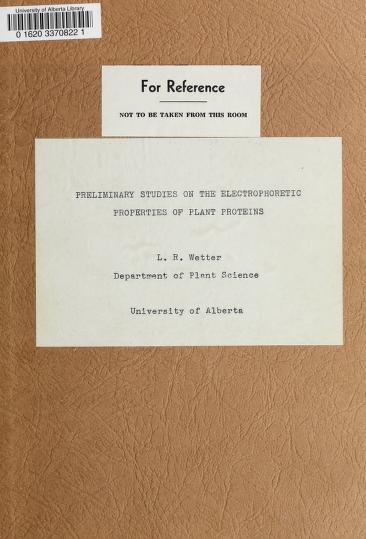 University of Alberta Library
0 1620 3370822 1
For Reference
NOT TO BE TAKEN FROM THIS ROOM
PRELIMINARY STUDIES ON THE ELECTROPHORETIC
PROPERTIES OF PLANT PROTEINS
L. R. Wetter
Department of Plant Science
University of Alberta